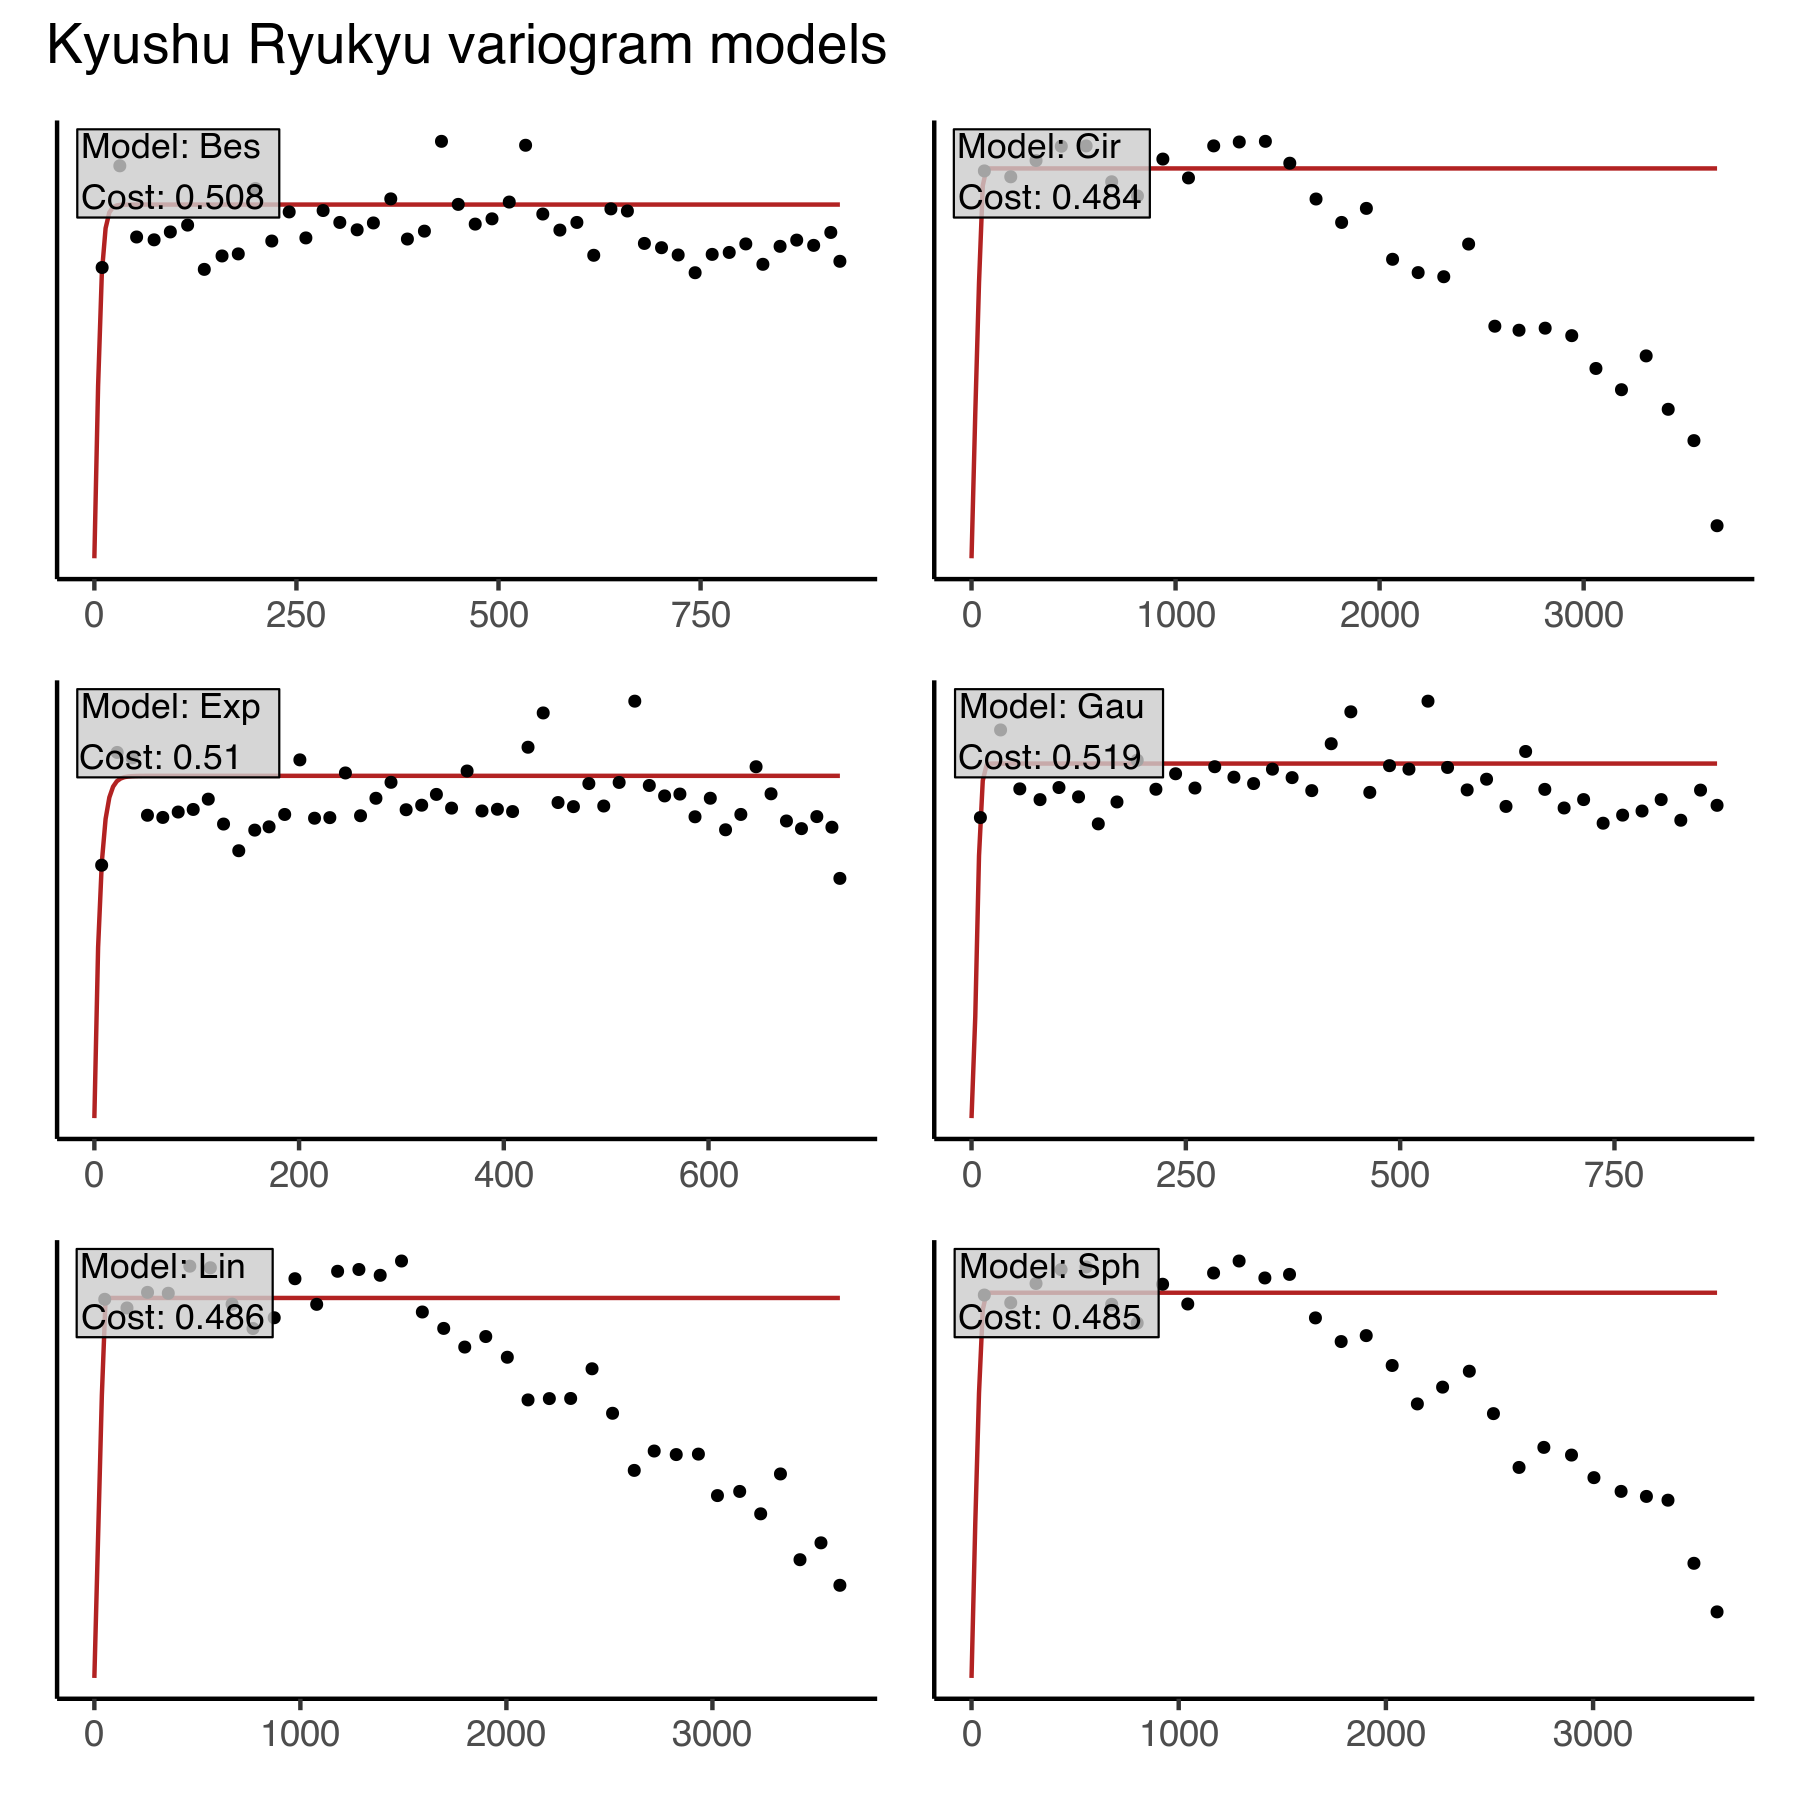 Kyushu Ryukyu variogram models
Model: Bes
Cost: 0.508
0 250 500 750
Model: Cir
Cost: 0.484
0 1000 2000 3000
Model: Exp
Cost: 0.51
0 200 400 600
Model: Gau
Cost: 0.519
0 250 500 750
Model: Lin
Cost: 0.486
0 1000 2000 3000
Model: Sph
Cost: 0.485
0 1000 2000 3000